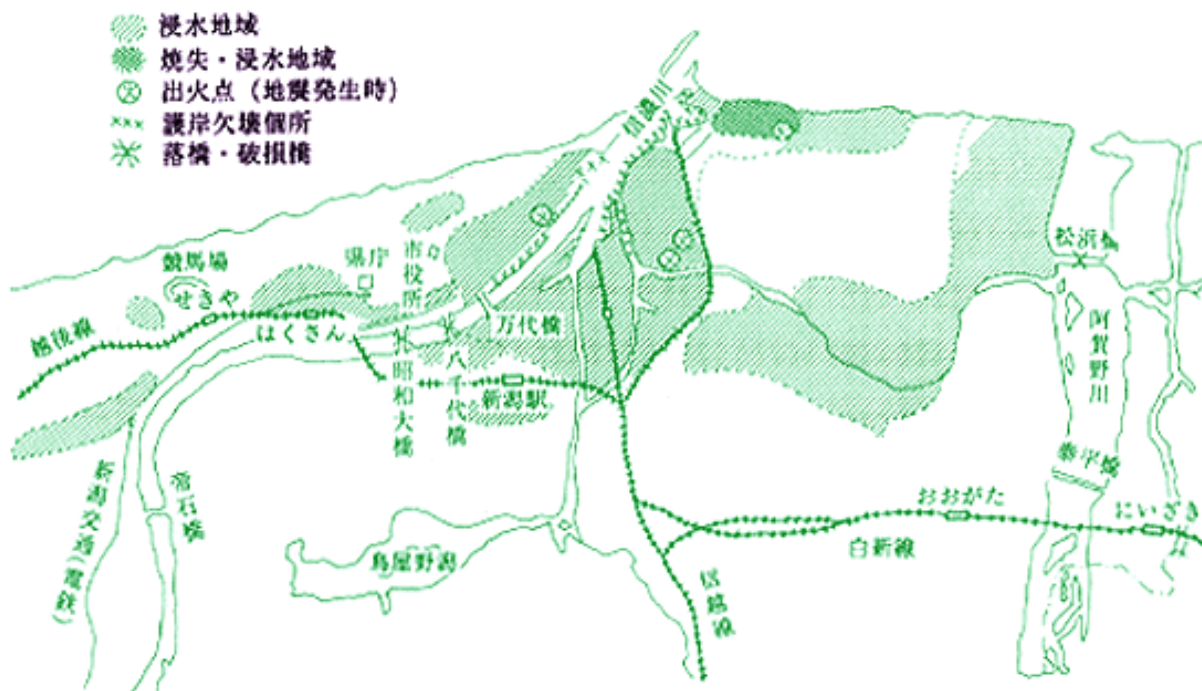 浸水地域
焼失・浸水地域
出火点（地震発生時）
護岸欠壊個所
落橋・破損橋
信濃川
松浜橋
競馬場
県庁
市役所
せきや
越後線
はくさん
万代橋
昭和大橋
八千代橋
新潟駅
阿賀野川
泰平橋
新潟交通(電鉄)
帝石橋
おおがた
にいざき
白新線
鳥屋野潟
信越線